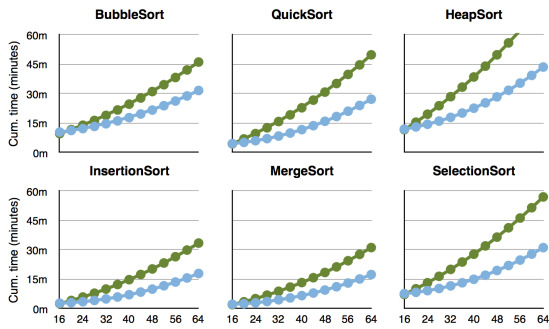 BubbleSort QuickSort HeapSort
60m
45m
30m
15m
0m
Cum. time (minutes)
InsertionSort MergeSort SelectionSort
60m
45m
30m
15m
0m
Cum. time (minutes)
16 24 32 40 48 56 64 16 24 32 40 48 56 64 16 24 32 40 48 56 64